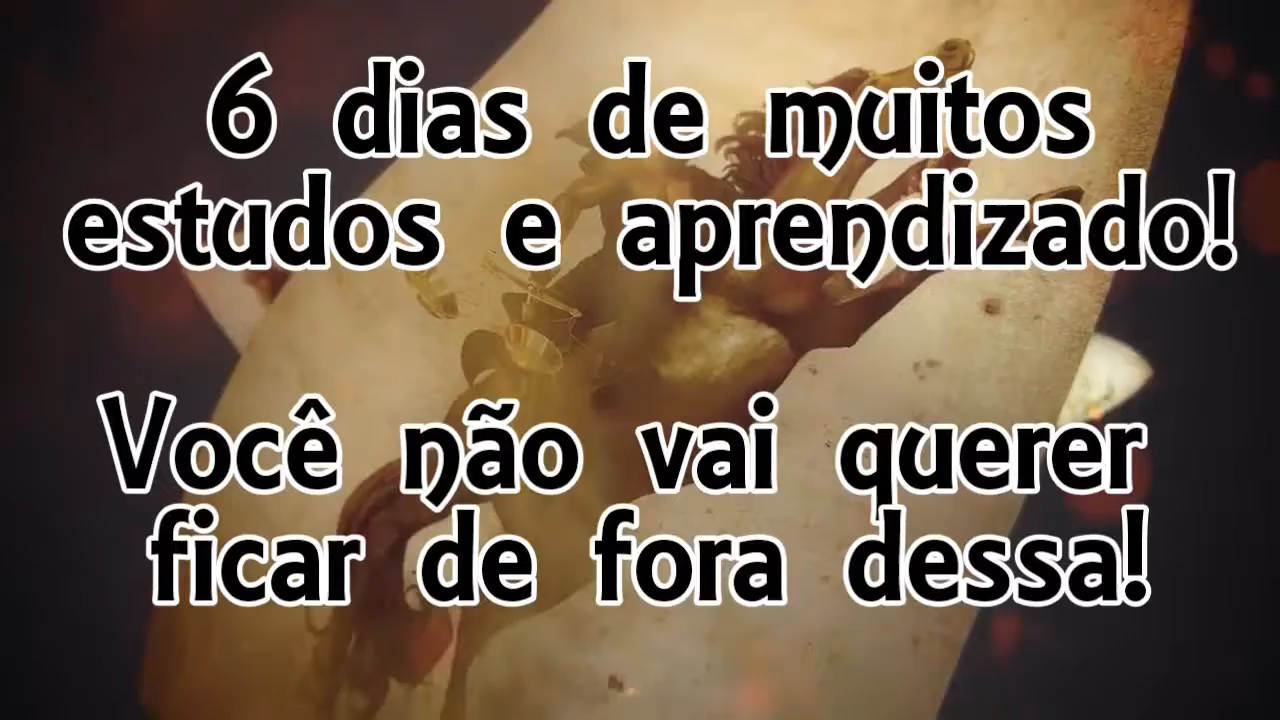 6 dias de muitos
estudos e aprendizado!
Você não vai querer
ficar de fora dessa!